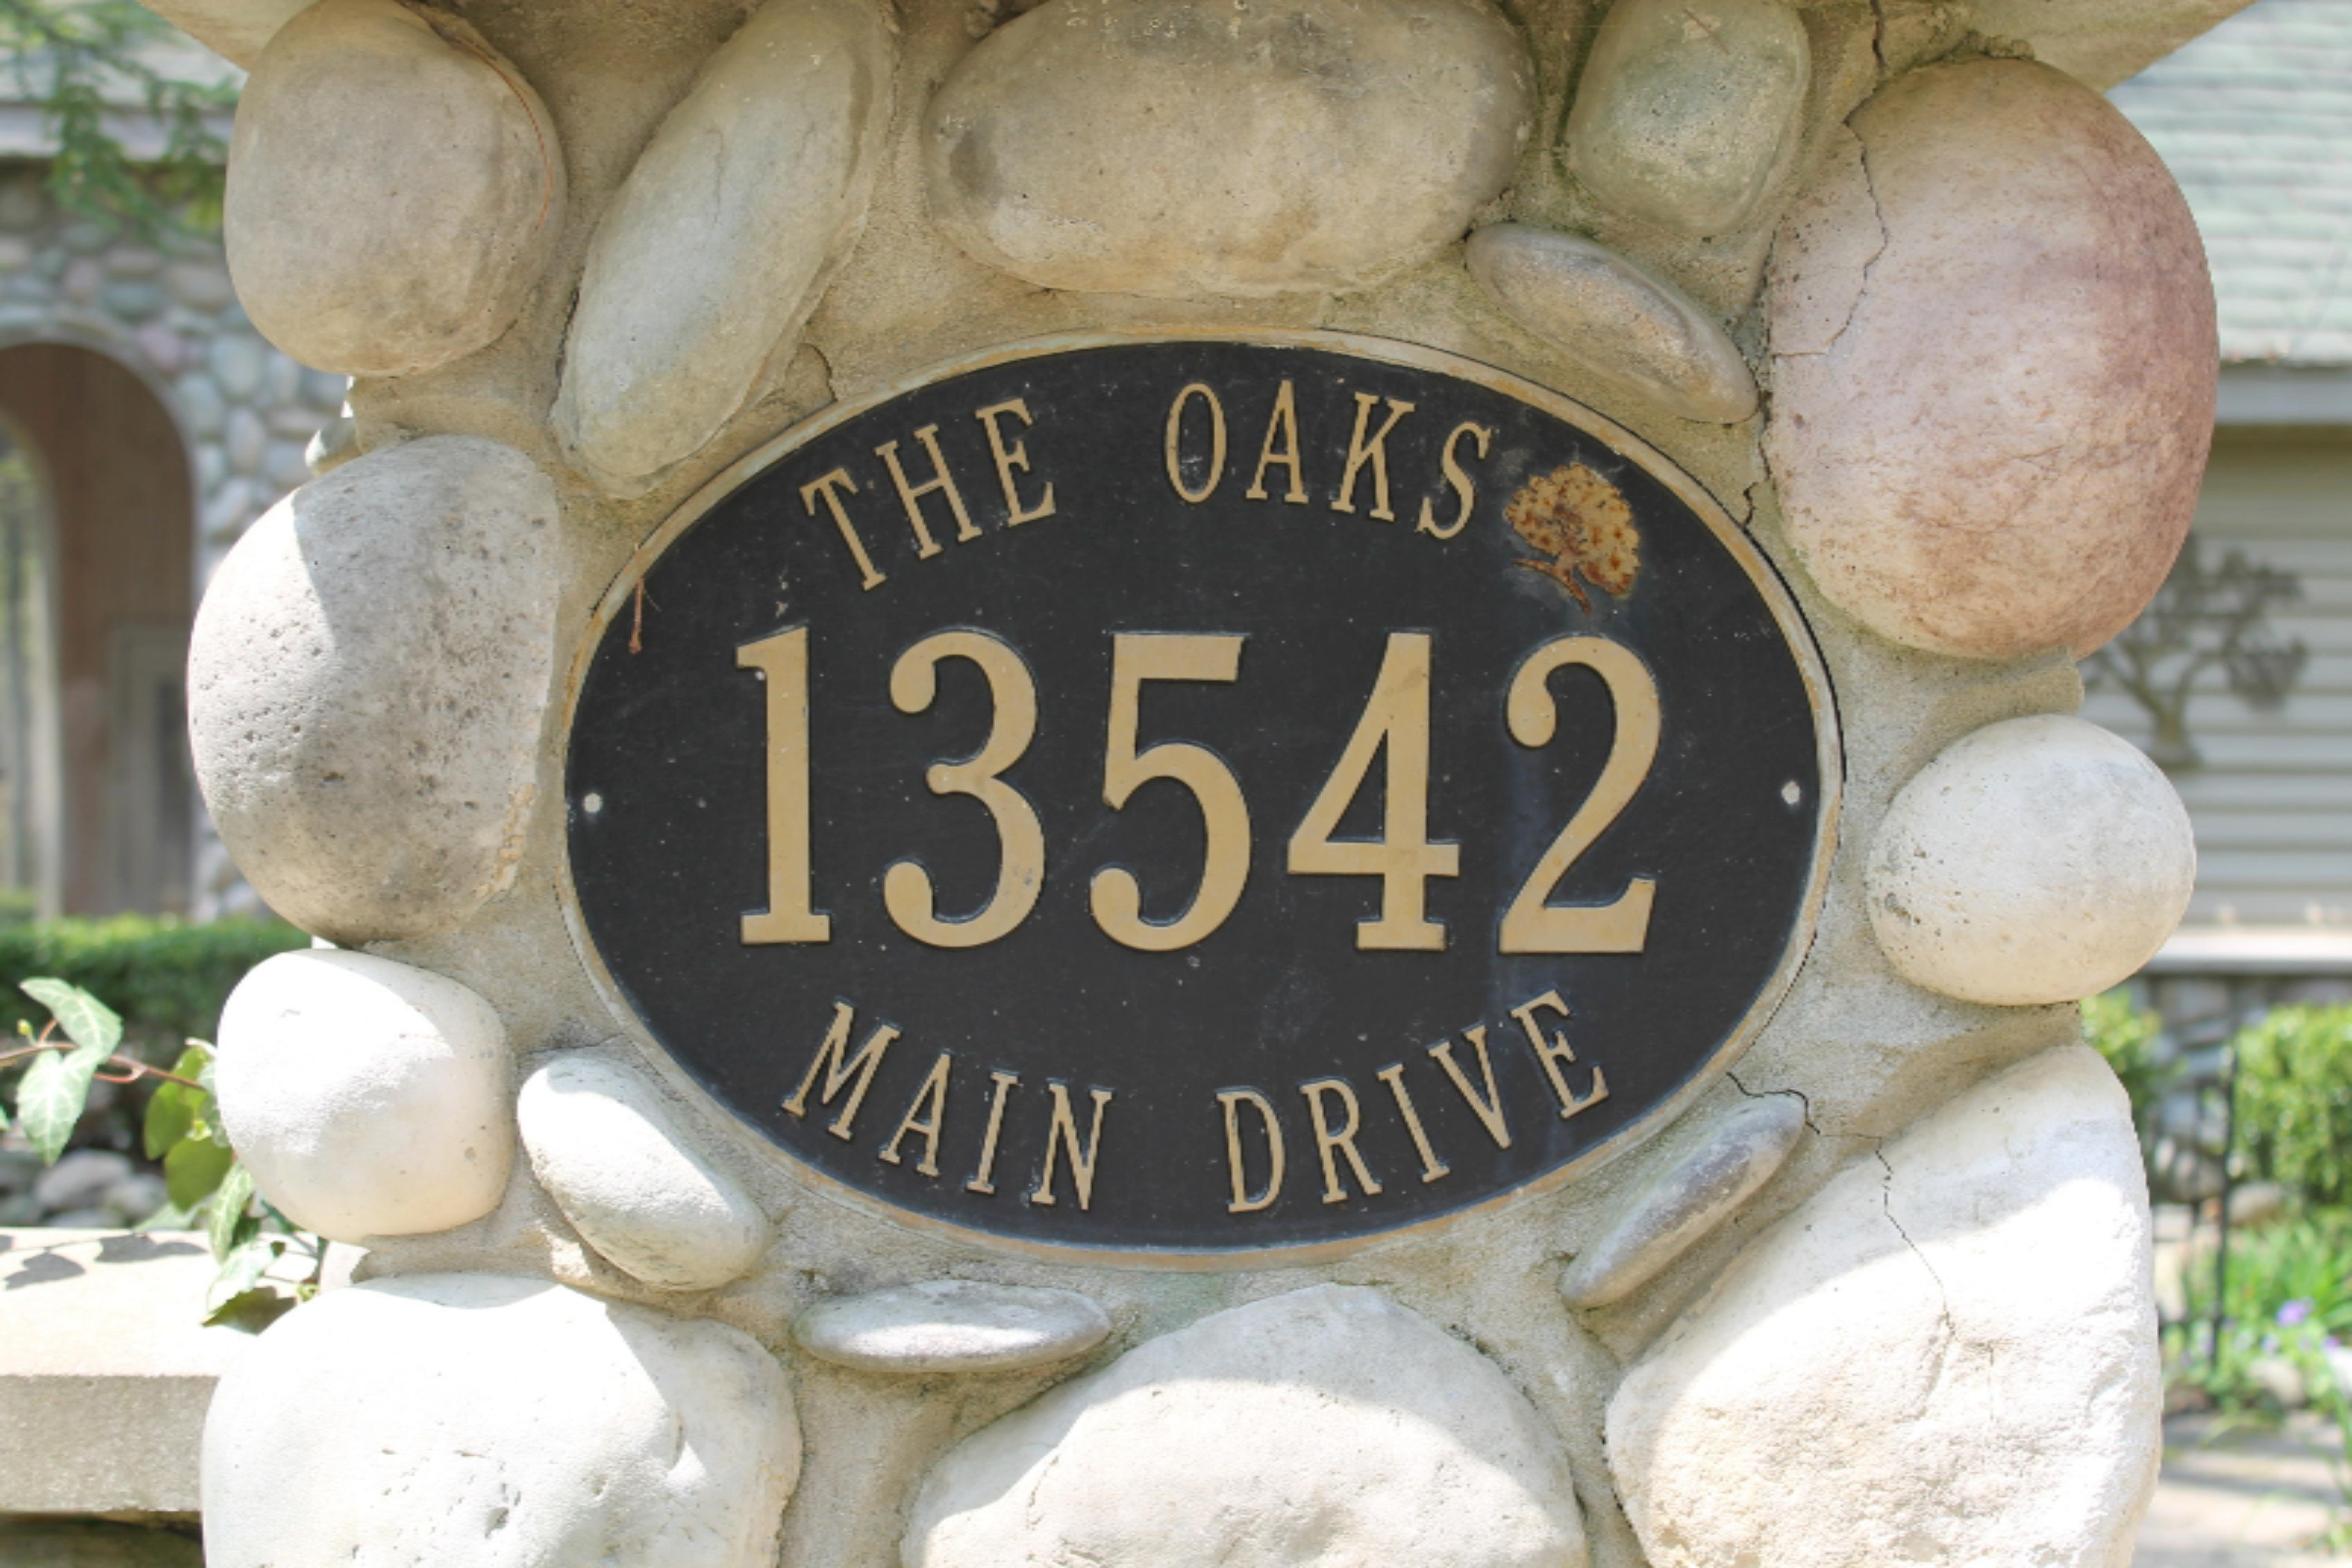 THE OAKS
13542
MAIN DRIVE